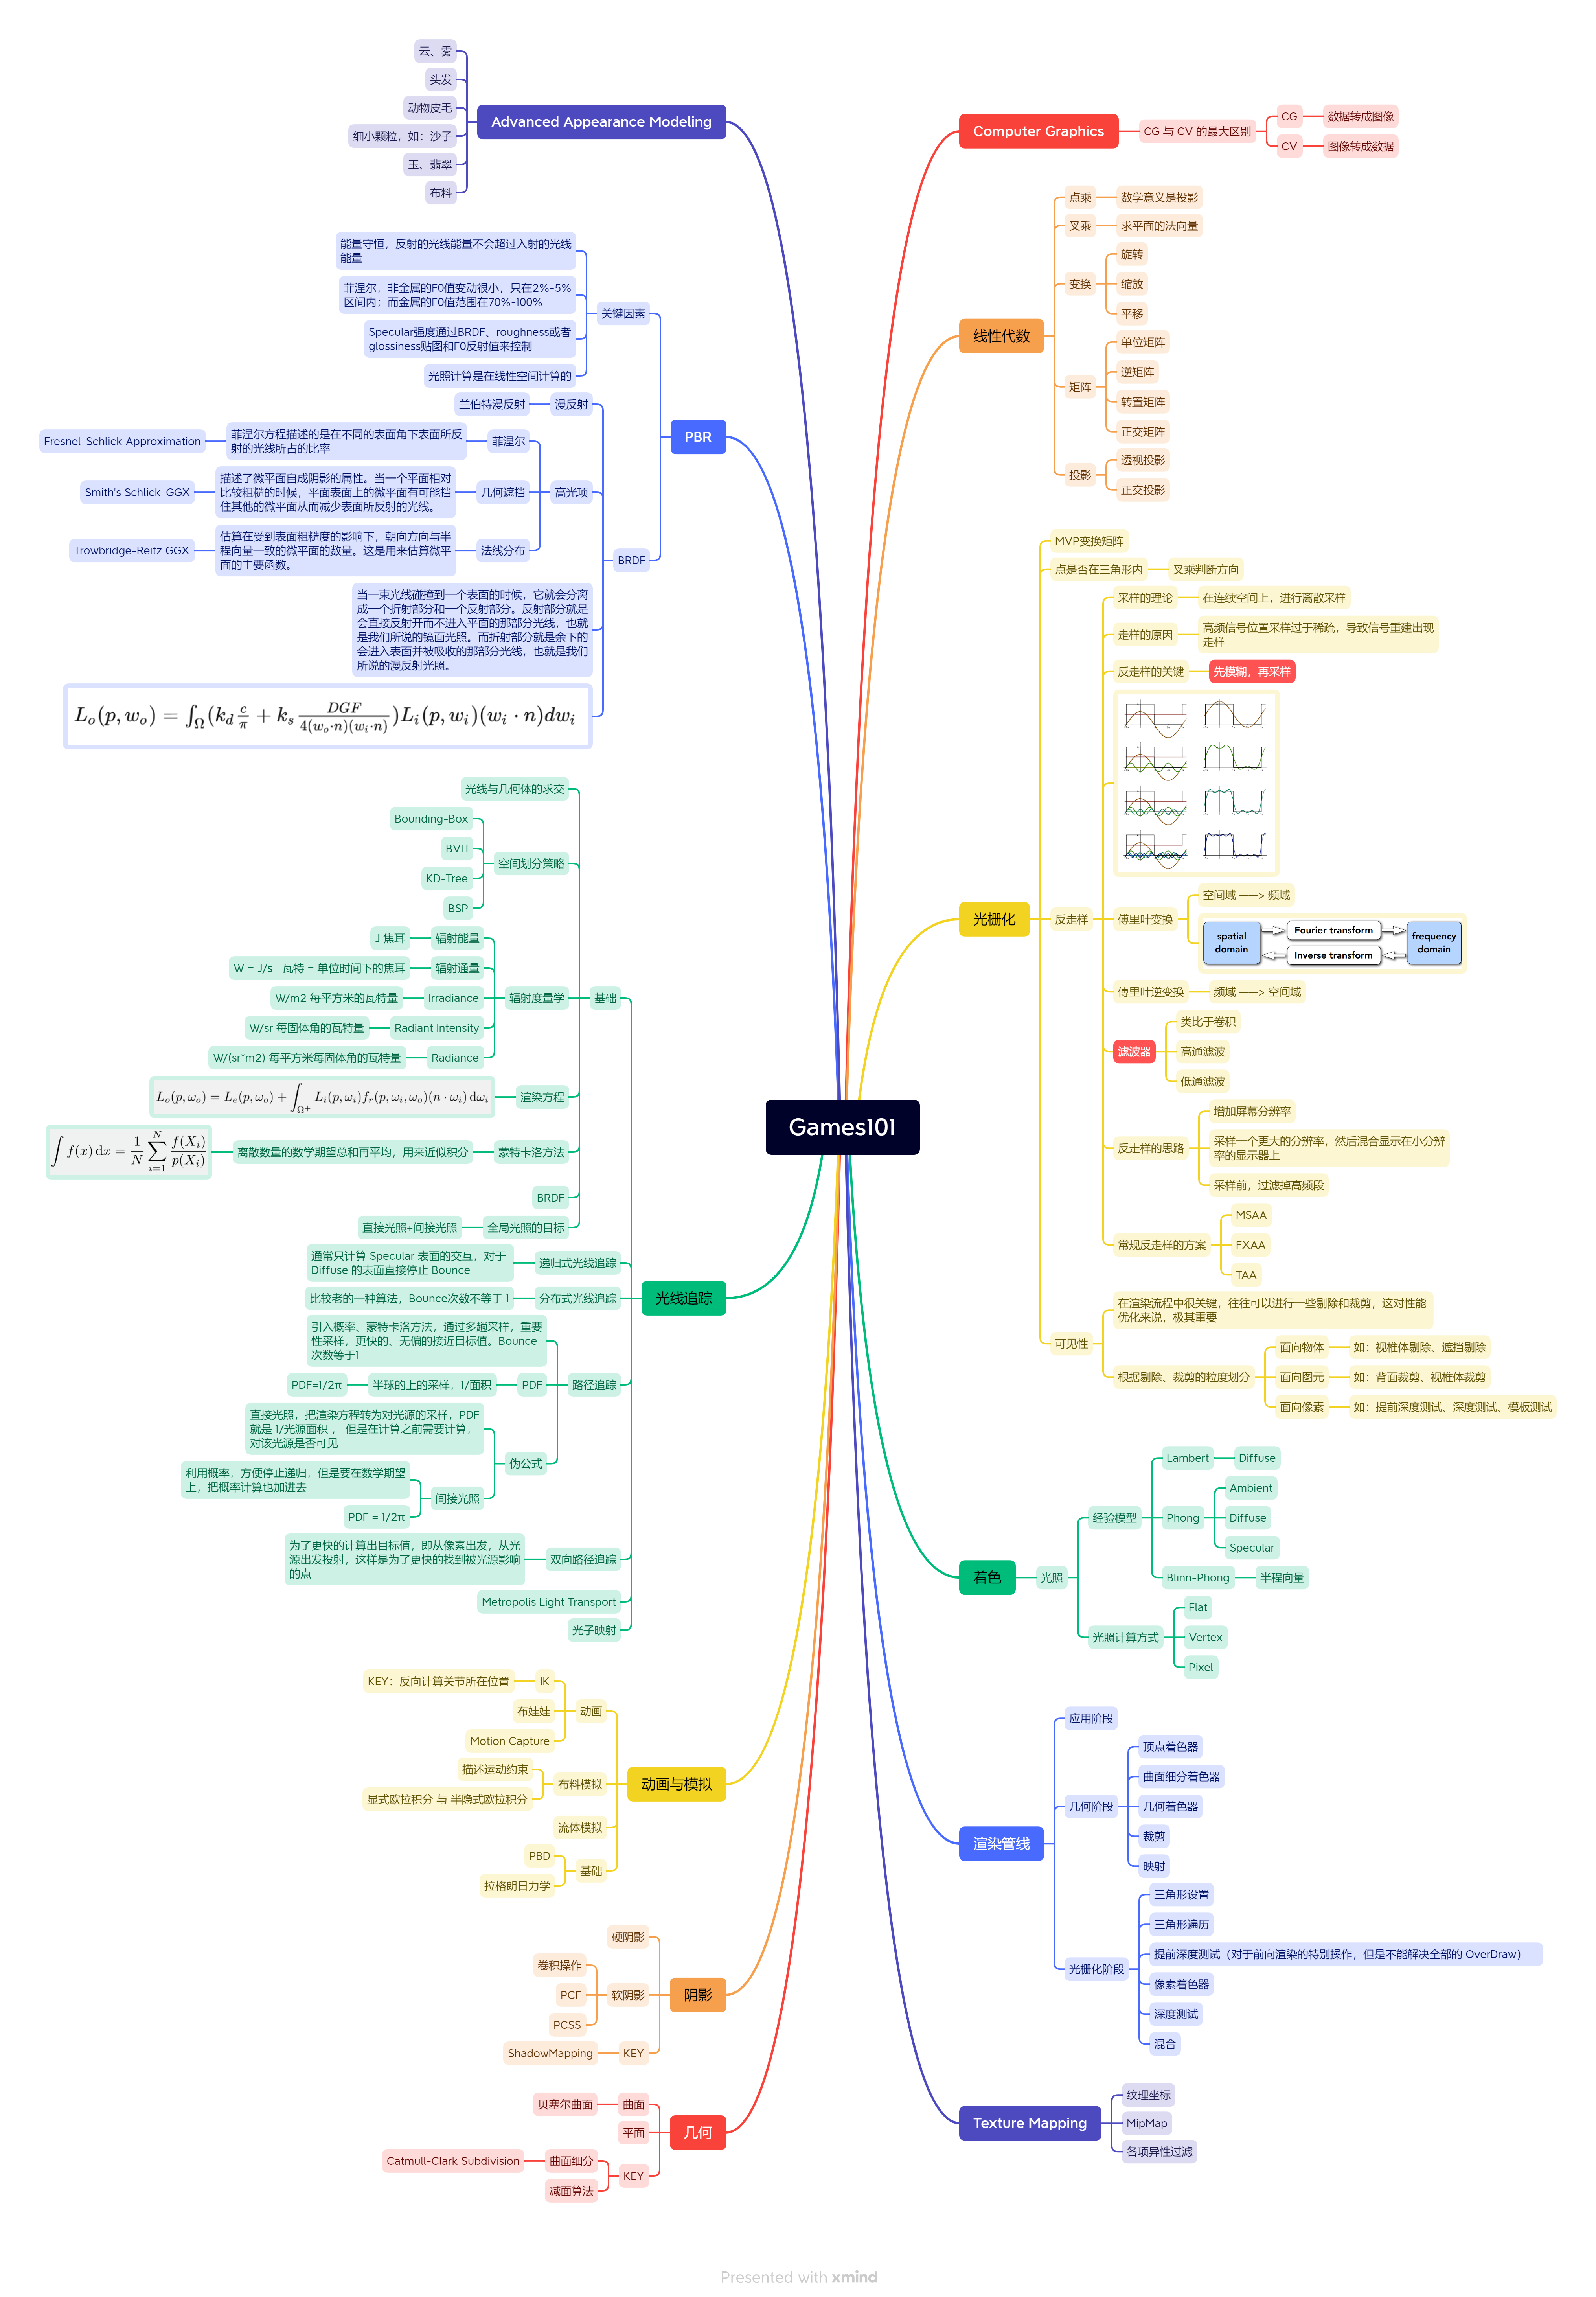 Games101
Computer Graphics
CG 与 CV 的最大区别
CG
数据转成图像
CV
图像转成数据
线性代数
点乘
数学意义是投影
叉乘
求平面的法向量
变换
旋转
缩放
平移
矩阵
单位矩阵
逆矩阵
转置矩阵
正交矩阵
投影
透视投影
正交投影
光栅化
MVP变换矩阵
点是否在三角形内
叉乘判断方向
反走样
采样的理论
在连续空间上，进行离散采样
走样的原因
高频信号位置采样过于稀疏，导致信号重建出现
走样
反走样的关键
先模糊，再采样
傅里叶变换
空间域 ——> 频域
spatial
domain
Fourier transform
Inverse transform
frequency
domain
傅里叶逆变换
频域 ——> 空间域
滤波器
类比于卷积
高通滤波
低通滤波
反走样的思路
增加屏幕分辨率
采样一个更大的分辨率，然后混合显示在小分辨
率的显示器上
采样前，过滤掉高频段
常规反走样的方案
MSAA
FXAA
TAA
可见性
在渲染流程中很关键，往往可以进行一些剔除和裁剪，这对性能
优化来说，极其重要
根据剔除、裁剪的粒度划分
面向物体
如：视椎体剔除、遮挡剔除
面向图元
如：背面裁剪、视椎体裁剪
面向像素
如：提前深度测试、深度测试、模板测试
着色
光照
经验模型
Lambert
Diffuse
Phong
Ambient
Diffuse
Specular
Blinn-Phong
半程向量
光照计算方式
Flat
Vertex
Pixel
渲染管线
应用阶段
几何阶段
顶点着色器
曲面细分着色器
几何着色器
裁剪
映射
光栅化阶段
三角形设置
三角形遍历
提前深度测试（对于前向渲染的特别操作，但是不能解决全部的 OverDraw）
像素着色器
深度测试
混合
Texture Mapping
纹理坐标
MipMap
各项异性过滤
Advanced Appearance Modeling
云、雾
头发
动物皮毛
细小颗粒，如：沙子
玉、翡翠
布料
PBR
关键因素
能量守恒，反射的光线能量不会超过入射的光线
能量
菲涅尔，非金属的F0值变动很小，只在2%-5%
区间内；而金属的F0值范围在70%-100%
Specular强度通过BRDF、roughness或者
glossiness贴图和F0反射值来控制
光照计算是在线性空间计算的
BRDF
漫反射
兰伯特漫反射
高光项
菲涅尔
菲涅尔方程描述的是在不同的表面角下表面所反
射的光线所占的比率
Fresnel-Schlick Approximation
几何遮挡
描述了微平面自成阴影的属性。当一个平面相对
比较粗糙的时候，平面表面上的微平面有可能挡
住其他的微平面从而减少表面所反射的光线。
Smith's Schlick-GGX
法线分布
估算在受到表面粗糙度的影响下，朝向方向与半
程向量一致的微平面的数量。这是用来估算微平
面的主要函数。
Trowbridge-Reitz GGX
当一束光线碰撞到一个表面的时候，它就会分离
成一个折射部分和一个反射部分。反射部分就是
会直接反射开而不进入平面的那部分光线，也就
是我们所说的镜面光照。而折射部分就是余下的
会进入表面并被吸收的那部分光线，也就是我们
所说的漫反射光照。
L_o(p, w_o) = ∫_Ω (k_d c/π + k_s DGF/4(w_o·n)(w_i·n)) L_i(p, w_i)(w_i · n)dw_i
光线追踪
基础
光线与几何体的求交
空间划分策略
Bounding-Box
BVH
KD-Tree
BSP
辐射度量学
辐射能量
J 焦耳
辐射通量
W = J/s 瓦特 = 单位时间下的焦耳
Irradiance
W/m2 每平方米的瓦特量
Radiant Intensity
W/sr 每固体角的瓦特量
Radiance
W/(sr*m2) 每平方米每固体角的瓦特量
渲染方程
L_o(p, ω_o) = L_e(p, ω_o) + ∫_Ω+ L_i(p, ω_i) f_r(p, ω_i, ω_o)(n · ω_i) dω_i
蒙特卡洛方法
离散数量的数学期望总和再平均，用来近似积分
∫ f(x) dx = 1/N ∑_{i=1}^{N} f(X_i)/p(X_i)
BRDF
全局光照的目标
直接光照+间接光照
递归式光线追踪
通常只计算 Specular 表面的交互，对于
Diffuse 的表面直接停止 Bounce
分布式光线追踪
比较老的一种算法，Bounce次数不等于 1
路径追踪
引入概率、蒙特卡洛方法，通过多趟采样，重要
性采样，更快的、无偏的接近目标值。Bounce
次数等于1
PDF
半球的上的采样，1/面积
PDF=1/2π
伪公式
直接光照，把渲染方程转为对光源的采样，PDF
就是 1/光源面积 ， 但是在计算之前需要计算，
对该光源是否可见
间接光照
利用概率，方便停止递归，但是要在数学期望
上，把概率计算也加进去
PDF = 1/2π
双向路径追踪
为了更快的计算出目标值，即从像素出发，从光
源出发投射，这样是为了更快的找到被光源影响
的点
Metropolis Light Transport
光子映射
动画与模拟
动画
IK
KEY：反向计算关节所在位置
布娃娃
Motion Capture
布料模拟
描述运动约束
显式欧拉积分 与 半隐式欧拉积分
流体模拟
基础
PBD
拉格朗日力学
阴影
硬阴影
软阴影
卷积操作
PCF
PCSS
KEY
ShadowMapping
几何
曲面
贝塞尔曲面
平面
KEY
曲面细分
Catmull-Clark Subdivision
减面算法
Presented with xmind